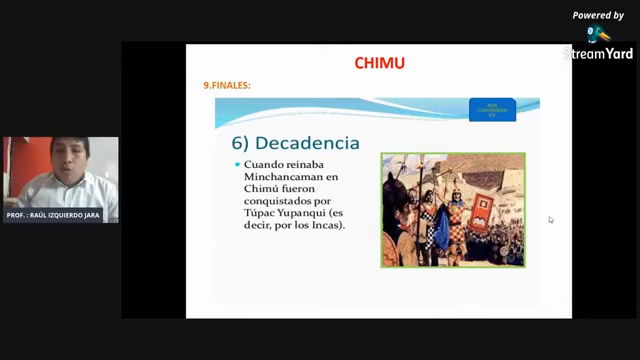 Powered by
StreamYard
CHIMU
9.FINALES:
6) Decadencia
• Cuando reinaba
Minchancaman en
Chimú fueron
conquistados por
Túpac Yupanqui (es
decir, por los Incas).
PROF. : RAÚL IZQUIERDO JARA